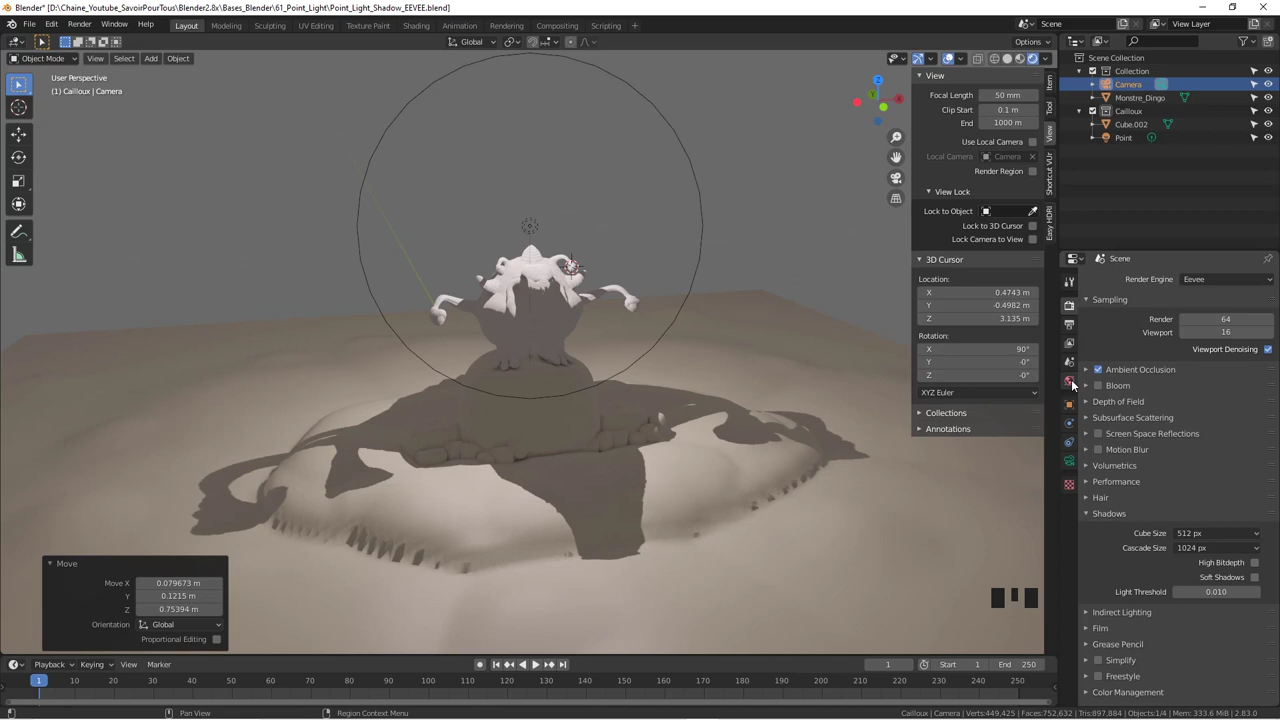 Blender* [D:\Chaine_Youtube_SavoirPourTous\Blender2.8x\Bases_Blender\61_Point_Light\Point_Light_Shadow_EEVEE.blend]
File Edit Render Window Help Layout Modeling Sculpting UV Editing Texture Paint Shading Animation Rendering Compositing Scripting + Scene View Layer
Global Options
Object Mode View Select Add Object
User Perspective
(1) Cailloux | Camera
Z
Y
X
View
Focal Length 50 mm
Clip Start 0.1 m
End 1000 m
Use Local Camera
Local Camera Camera
Render Region
View Lock
Lock to Object
Lock to 3D Cursor
Lock Camera to View
3D Cursor
Location:
X 0.4743 m
Y -0.4982 m
Z 3.135 m
Rotation:
X 90°
Y -0°
Z -0°
XYZ Euler
Collections
Annotations
Item
Tool
View
Shortcut VUr
Easy HDRI
Scene Collection
Collection
Camera
Monstre_Dingo
Cailloux
Cube.002
Point
Scene
Render Engine Eevee
Sampling
Render 64
Viewport 16
Viewport Denoising
Ambient Occlusion
Bloom
Depth of Field
Subsurface Scattering
Screen Space Reflections
Motion Blur
Volumetrics
Performance
Hair
Shadows
Cube Size 512 px
Cascade Size 1024 px
High Bitdepth
Soft Shadows
Light Threshold 0.010
Indirect Lighting
Film
Grease Pencil
Simplify
Freestyle
Color Management
Move
Move X 0.079673 m
Y 0.1215 m
Z 0.75394 m
Orientation Global
Proportional Editing
Playback Keying View Marker 1 Start 1 End 250
1 10 20 30 40 50 60 70 80 90 100 110 120 130 140 150 160 170 180 190 200 210 220 230 240 250
Pan View Region Context Menu Cailloux | Camera | Verts:449,425 | Faces:752,632 | Tris:897,884 | Objects:1/4 | Mem: 333.6 MiB | 2.83.0